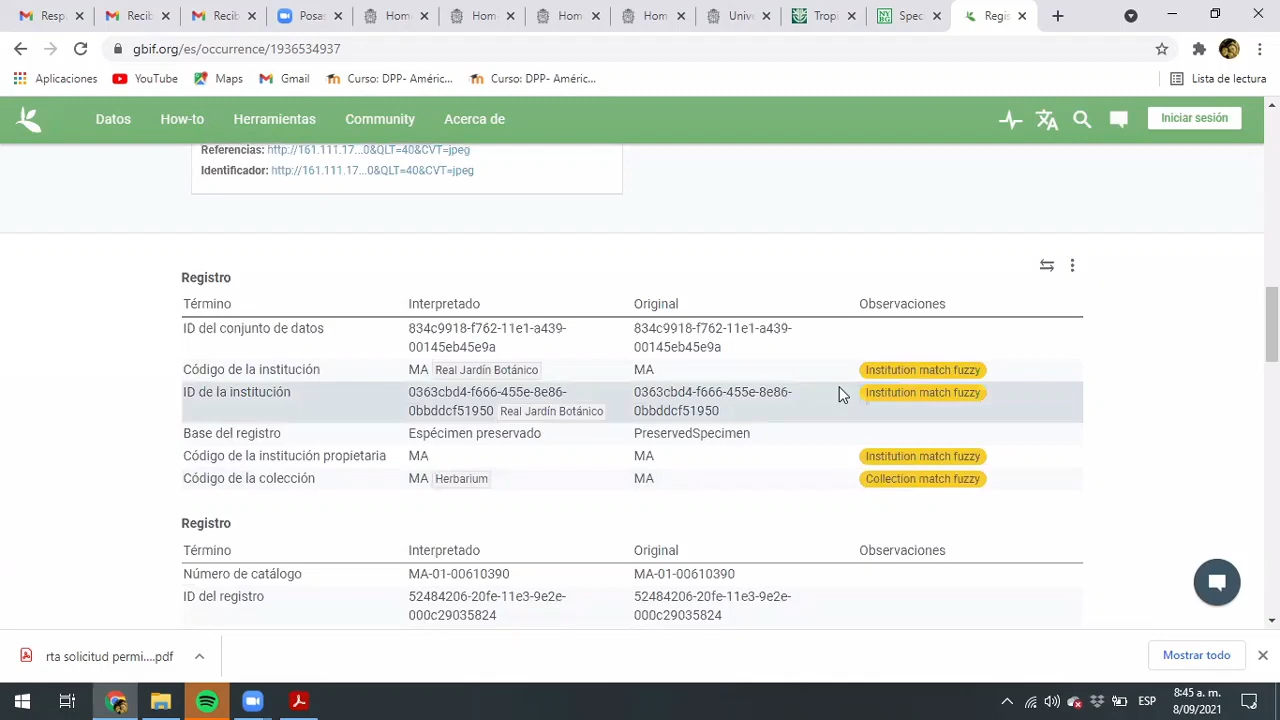 Resp
Recib
Recib
Posas
Hom
Hom
Hom
Hom
Unive
Tropi
Speci
Regis
gbif.org/es/occurrence/1936534937
Aplicaciones YouTube Maps Gmail Curso: DPP- Améric... Curso: DPP- Améric... Lista de lectura
Datos How-to Herramientas Community Acerca de Iniciar sesión
Referencias: http://161.111.17...0&QLT=40&CVT=jpeg
Identificador: http://161.111.17...0&QLT=40&CVT=jpeg
Registro
Término Interpretado Original Observaciones
ID del conjunto de datos 834c9918-f762-11e1-a439- 834c9918-f762-11e1-a439-
00145eb45e9a 00145eb45e9a
Código de la institución MA Real Jardín Botánico MA Institution match fuzzy
ID de la institución 0363cbd4-f666-455e-8e86- 0363cbd4-f666-455e-8e86- Institution match fuzzy
0bbddcf51950 Real Jardín Botánico 0bbddcf51950
Base del registro Espécimen preservado PreservedSpecimen
Código de la institución propietaria MA MA Institution match fuzzy
Código de la colección MA Herbarium MA Collection match fuzzy
Registro
Término Interpretado Original Observaciones
Número de catálogo MA-01-00610390 MA-01-00610390
ID del registro 52484206-20fe-11e3-9e2e- 52484206-20fe-11e3-9e2e-
000c29035824 000c29035824
rta solicitud permi....pdf Mostrar todo
ESP 8:45 a. m.
8/09/2021